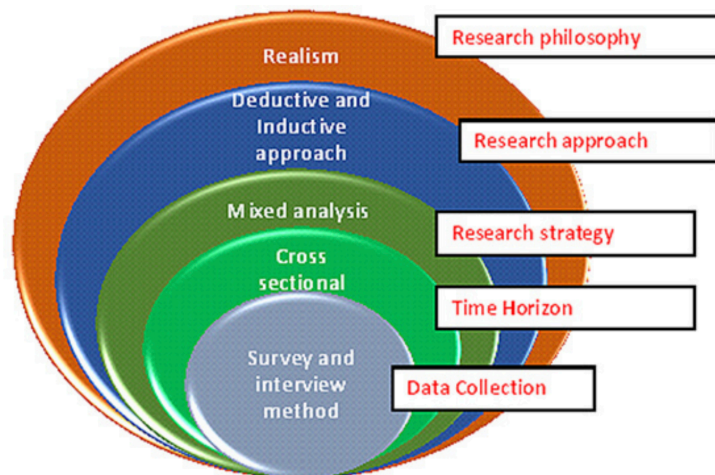 Research philosophy
Realism
Deductive and
Inductive
approach
Research approach
Mixed analysis
Research strategy
Cross
sectional
Time Horizon
Survey and
interview
method
Data Collection